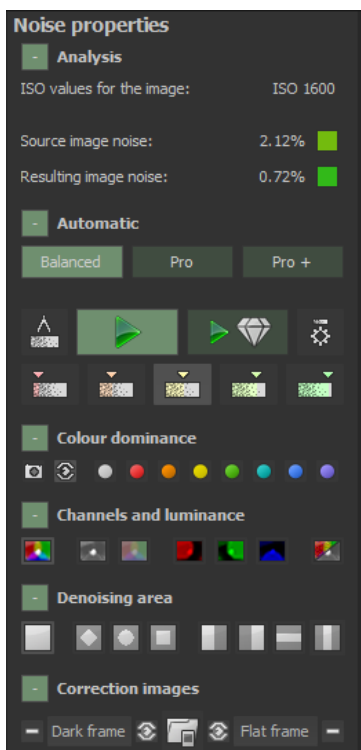 Noise properties
- Analysis
ISO values for the image: ISO 1600
Source image noise: 2.12%
Resulting image noise: 0.72%
- Automatic
Balanced Pro Pro +
- Colour dominance
- Channels and luminance
- Denoising area
- Correction images
Dark frame Flat frame